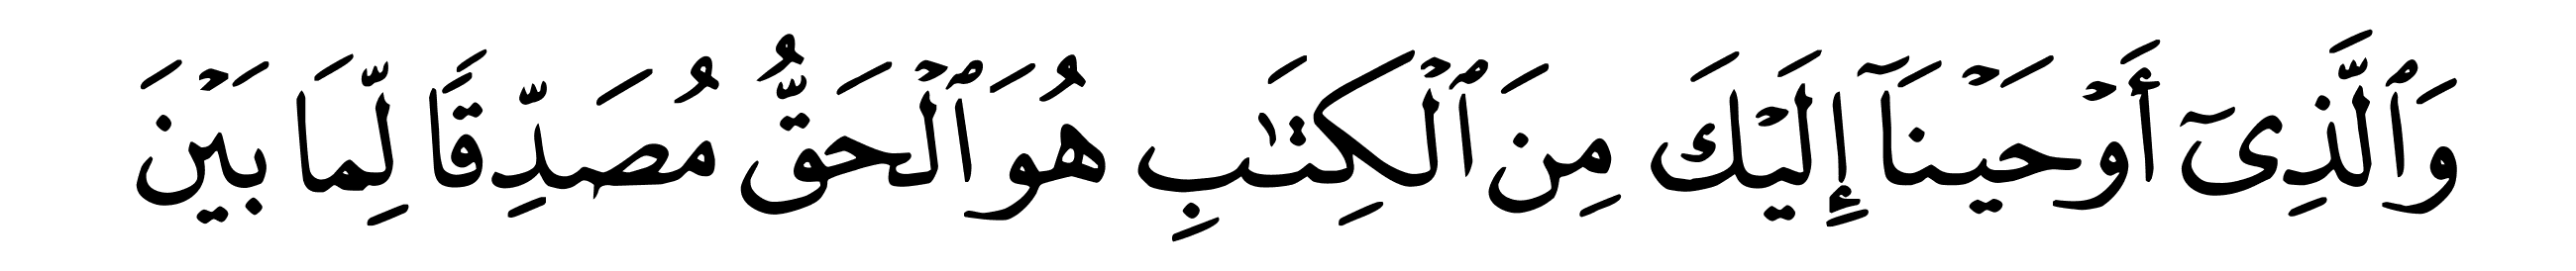 وَٱلَّذِىٓ أَوْحَيْنَآ إِلَيْكَ مِنَ ٱلْكِتَٰبِ هُوَ ٱلْحَقُّ مُصَدِّقًا لِّمَا بَيْنَ